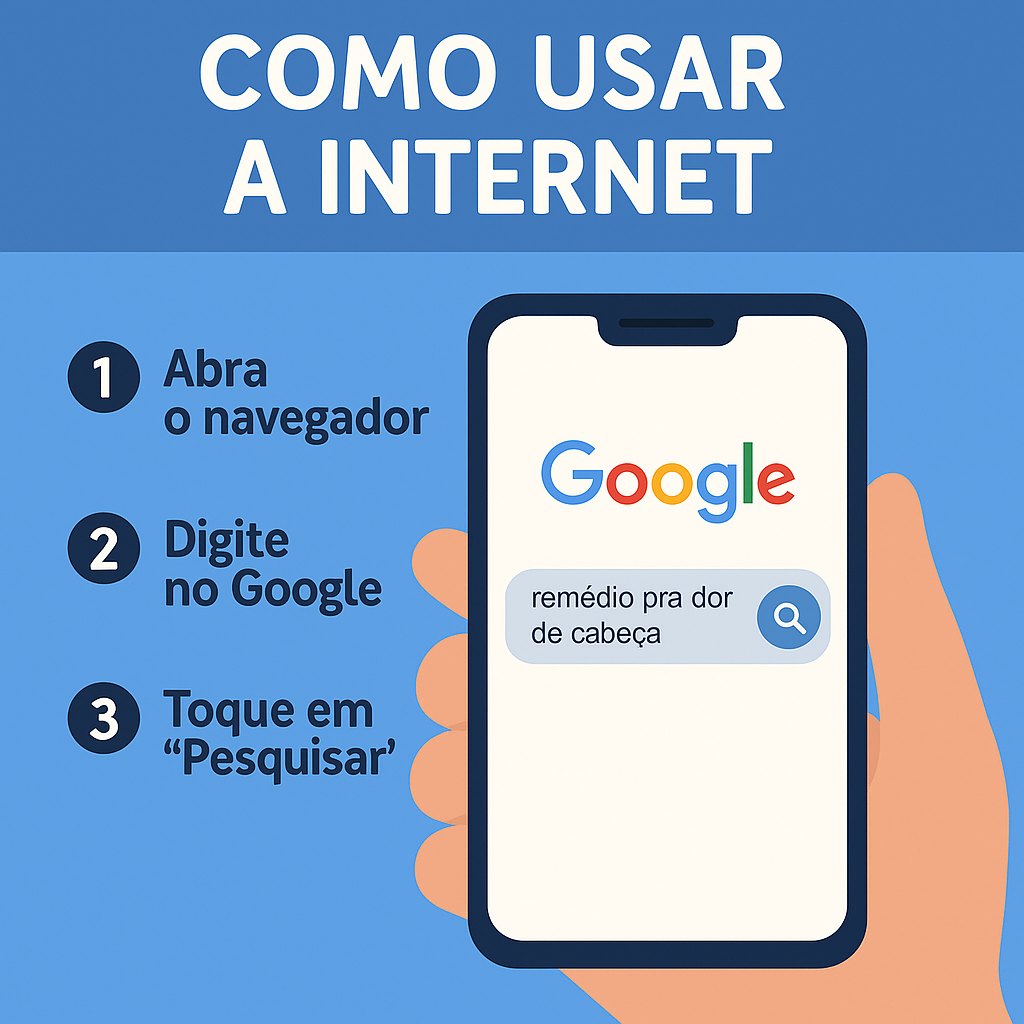 COMO USAR
A INTERNET
1 Abra
o navegador
2 Digite
no Google
3 Toque em
“Pesquisar’
Google
remédio pra dor
de cabeça